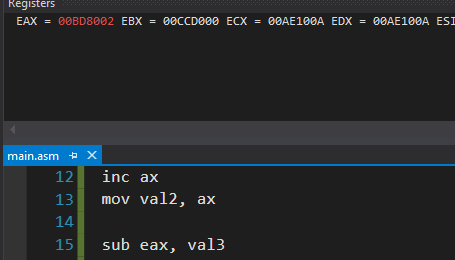 Registers
EAX = 00BD8002 EBX = 00CCD000 ECX = 00AE100A EDX = 00AE100A ESI
main.asm
12 inc ax
13 mov val2, ax
14
15 sub eax, val3